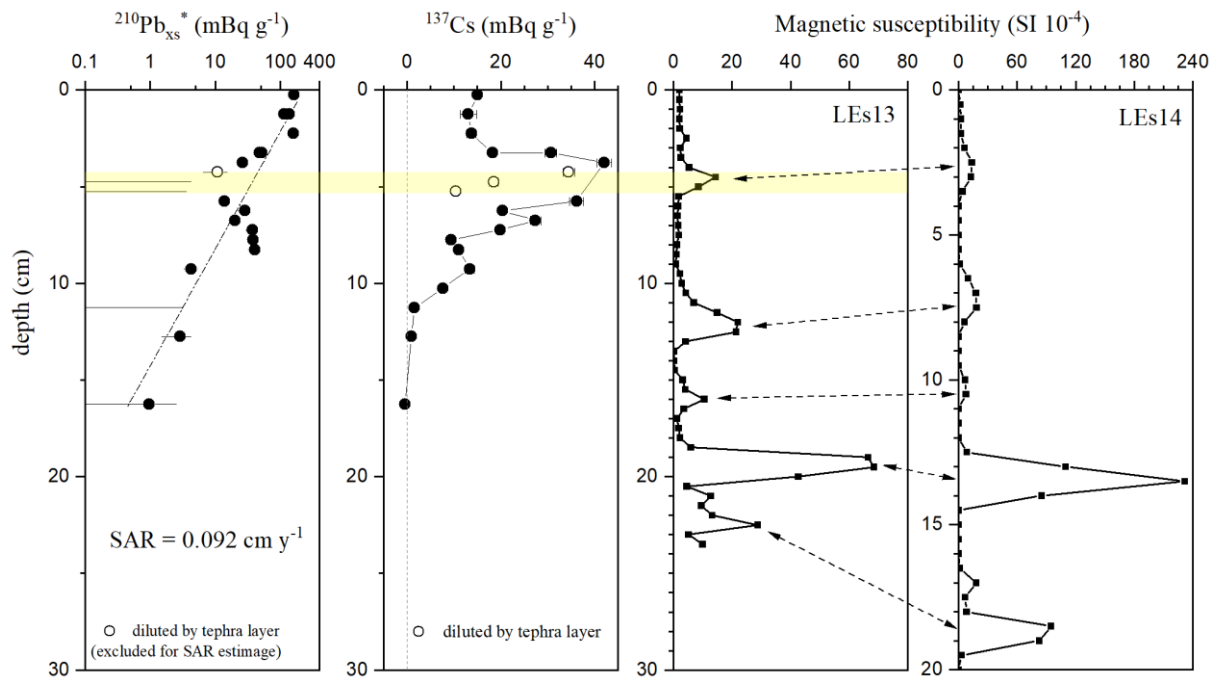 ²¹⁰Pbₓₛ* (mBq g⁻¹)
0.1 1 10 100 400
¹³⁷Cs (mBq g⁻¹)
0 20 40
Magnetic susceptibility (SI 10⁻⁴)
0 20 40 60 80
0 60 120 180 240
LEs13
LEs14
depth (cm)
0
10
20
30
0
10
20
30
0
10
20
30
0
5
10
15
20
SAR = 0.092 cm y⁻¹
diluted by tephra layer
(excluded for SAR estimage)
diluted by tephra layer